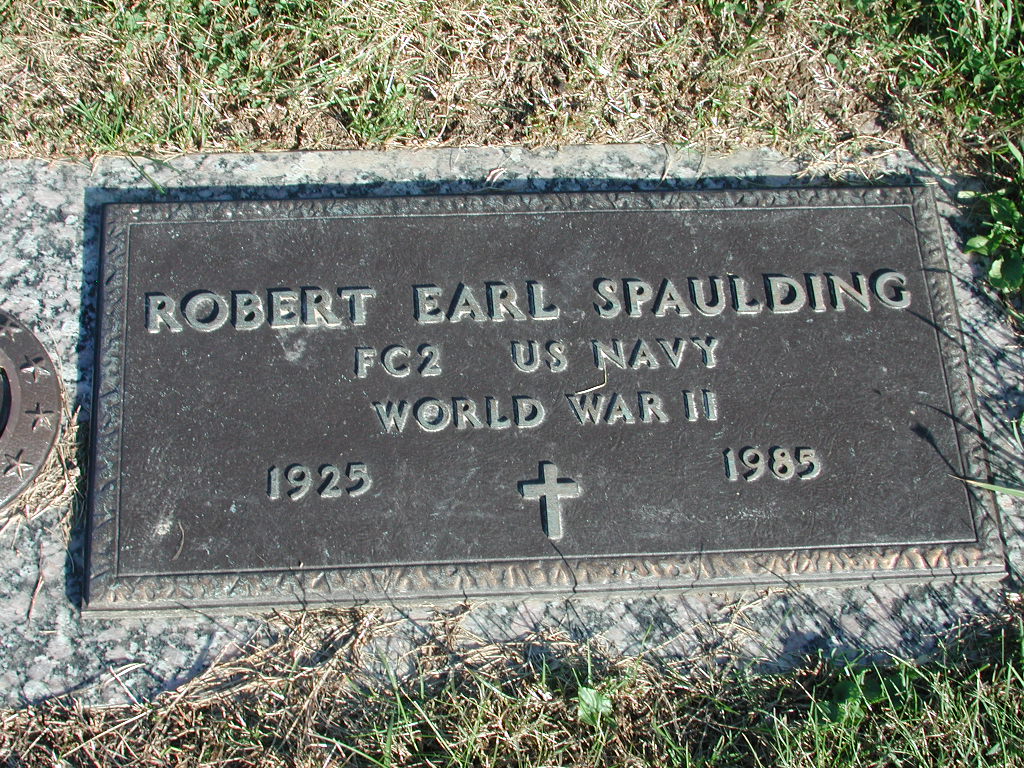 ROBERT EARL SPAULDING
FC2 US NAVY
WORLD WAR II
1925 1985